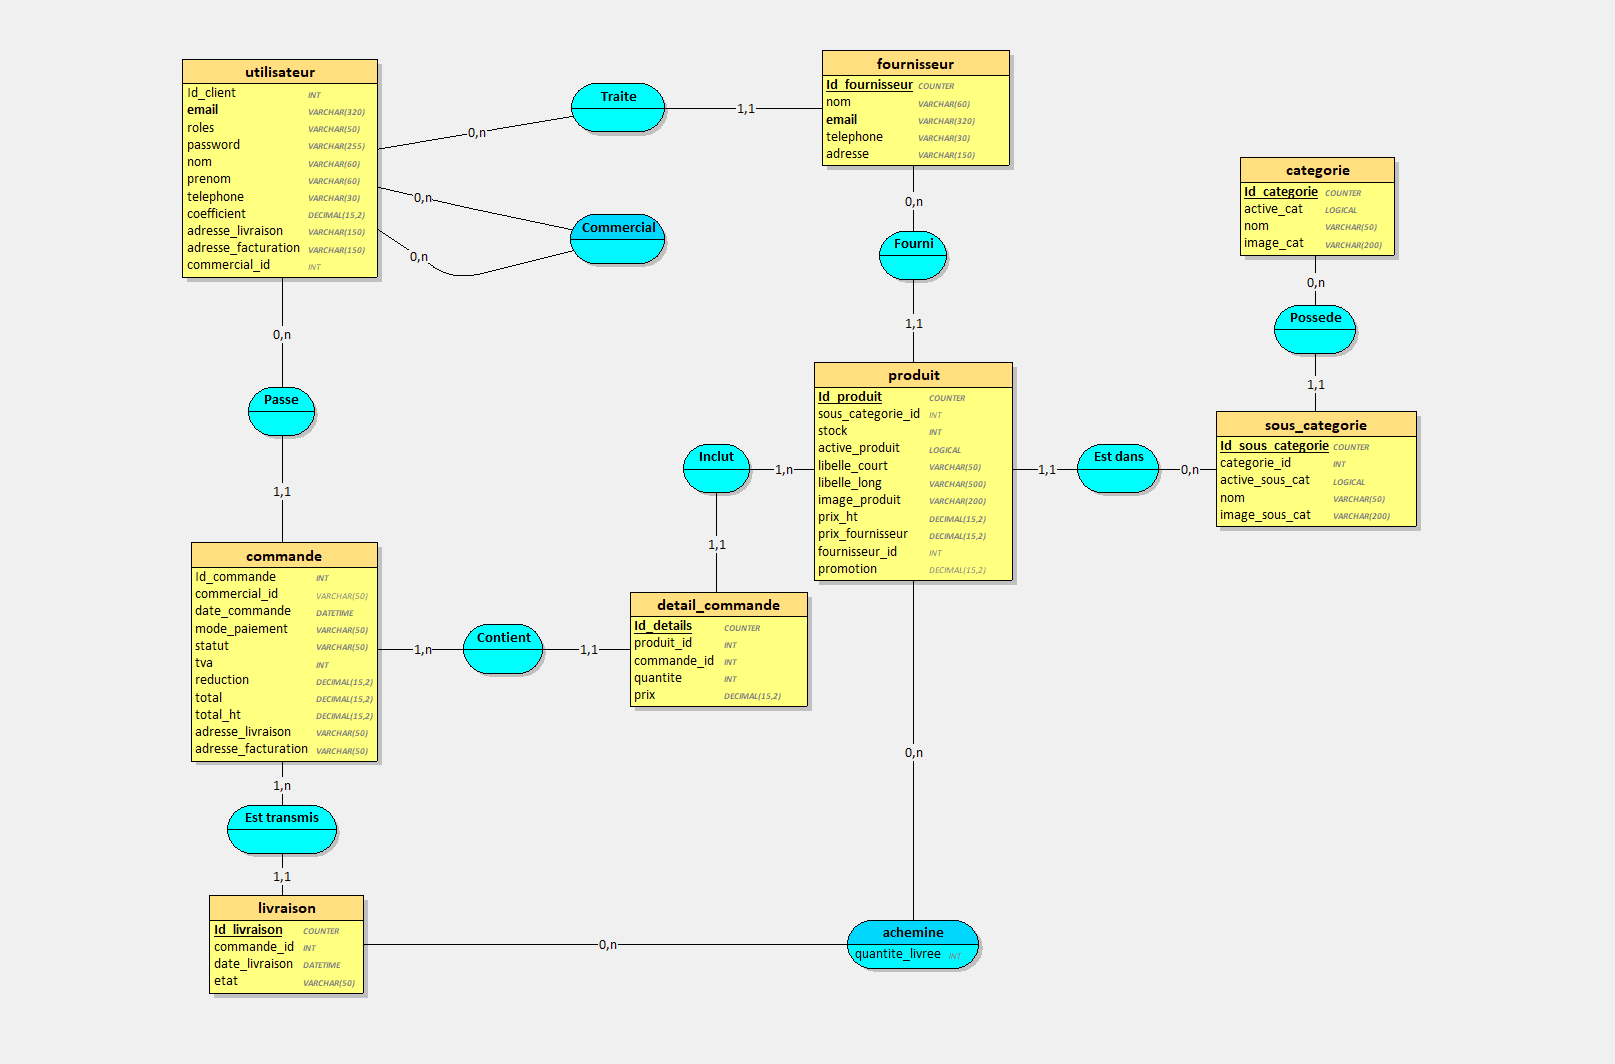 utilisateur
Id_client INT
email VARCHAR(320)
roles VARCHAR(50)
password VARCHAR(255)
nom VARCHAR(60)
prenom VARCHAR(60)
telephone VARCHAR(30)
coefficient DECIMAL(15,2)
adresse_livraison VARCHAR(150)
adresse_facturation VARCHAR(150)
commercial_id INT
0,n
Traite
1,1
0,n
Commercial
0,n
fournisseur
Id_fournisseur COUNTER
nom VARCHAR(60)
email VARCHAR(320)
telephone VARCHAR(30)
adresse VARCHAR(150)
0,n
Fourni
1,1
categorie
Id_categorie COUNTER
active_cat LOGICAL
nom VARCHAR(50)
image_cat VARCHAR(200)
0,n
Possede
1,1
0,n
Passe
1,1
produit
Id_produit COUNTER
sous_categorie_id INT
stock INT
active_produit LOGICAL
libelle_court VARCHAR(50)
libelle_long VARCHAR(500)
image_produit VARCHAR(200)
prix_ht DECIMAL(15,2)
prix_fournisseur DECIMAL(15,2)
fournisseur_id INT
promotion DECIMAL(15,2)
1,1
Est dans
0,n
sous_categorie
Id_sous_categorie COUNTER
categorie_id INT
active_sous_cat LOGICAL
nom VARCHAR(50)
image_sous_cat VARCHAR(200)
Inclut
1,n
1,1
commande
Id_commande INT
commercial_id VARCHAR(50)
date_commande DATETIME
mode_paiement VARCHAR(50)
statut VARCHAR(50)
tva INT
reduction DECIMAL(15,2)
total DECIMAL(15,2)
total_ht DECIMAL(15,2)
adresse_livraison VARCHAR(50)
adresse_facturation VARCHAR(50)
1,n
Contient
1,1
detail_commande
Id_details COUNTER
produit_id INT
commande_id INT
quantite INT
prix DECIMAL(15,2)
0,n
1,n
Est transmis
1,1
livraison
Id_livraison COUNTER
commande_id INT
date_livraison DATETIME
etat VARCHAR(50)
0,n
achemine
quantite_livree INT